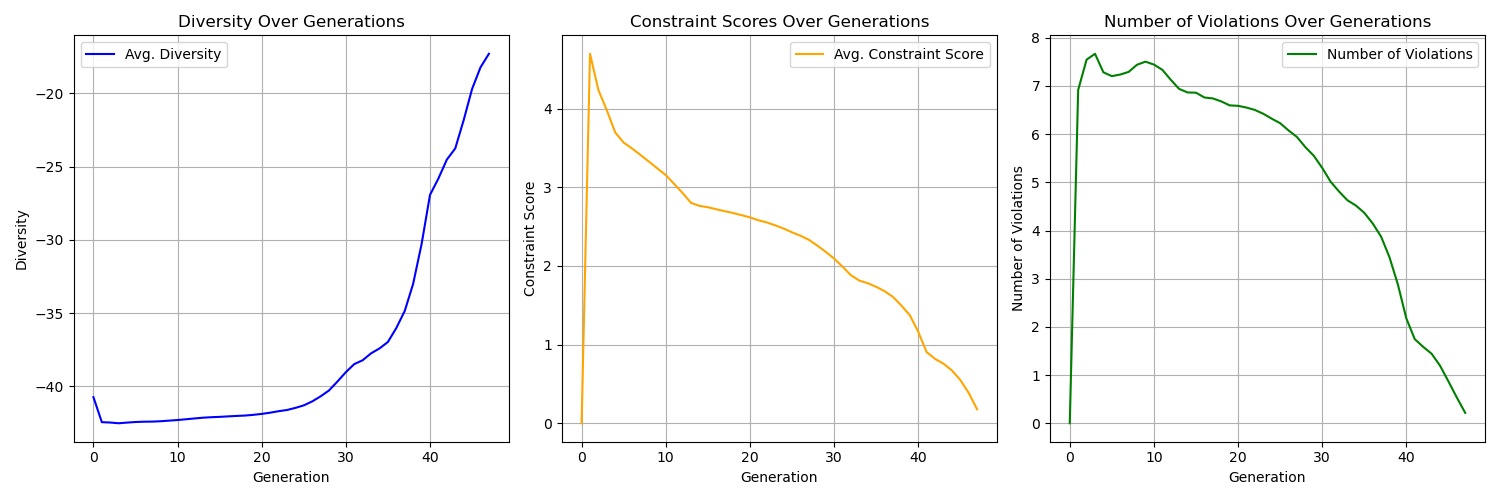 Diversity Over Generations
Avg. Diversity
Diversity
−20
−25
−30
−35
−40
0 10 20 30 40
Generation
Constraint Scores Over Generations
Avg. Constraint Score
Constraint Score
4
3
2
1
0
0 10 20 30 40
Generation
Number of Violations Over Generations
Number of Violations
Number of Violations
8
7
6
5
4
3
2
1
0
0 10 20 30 40
Generation